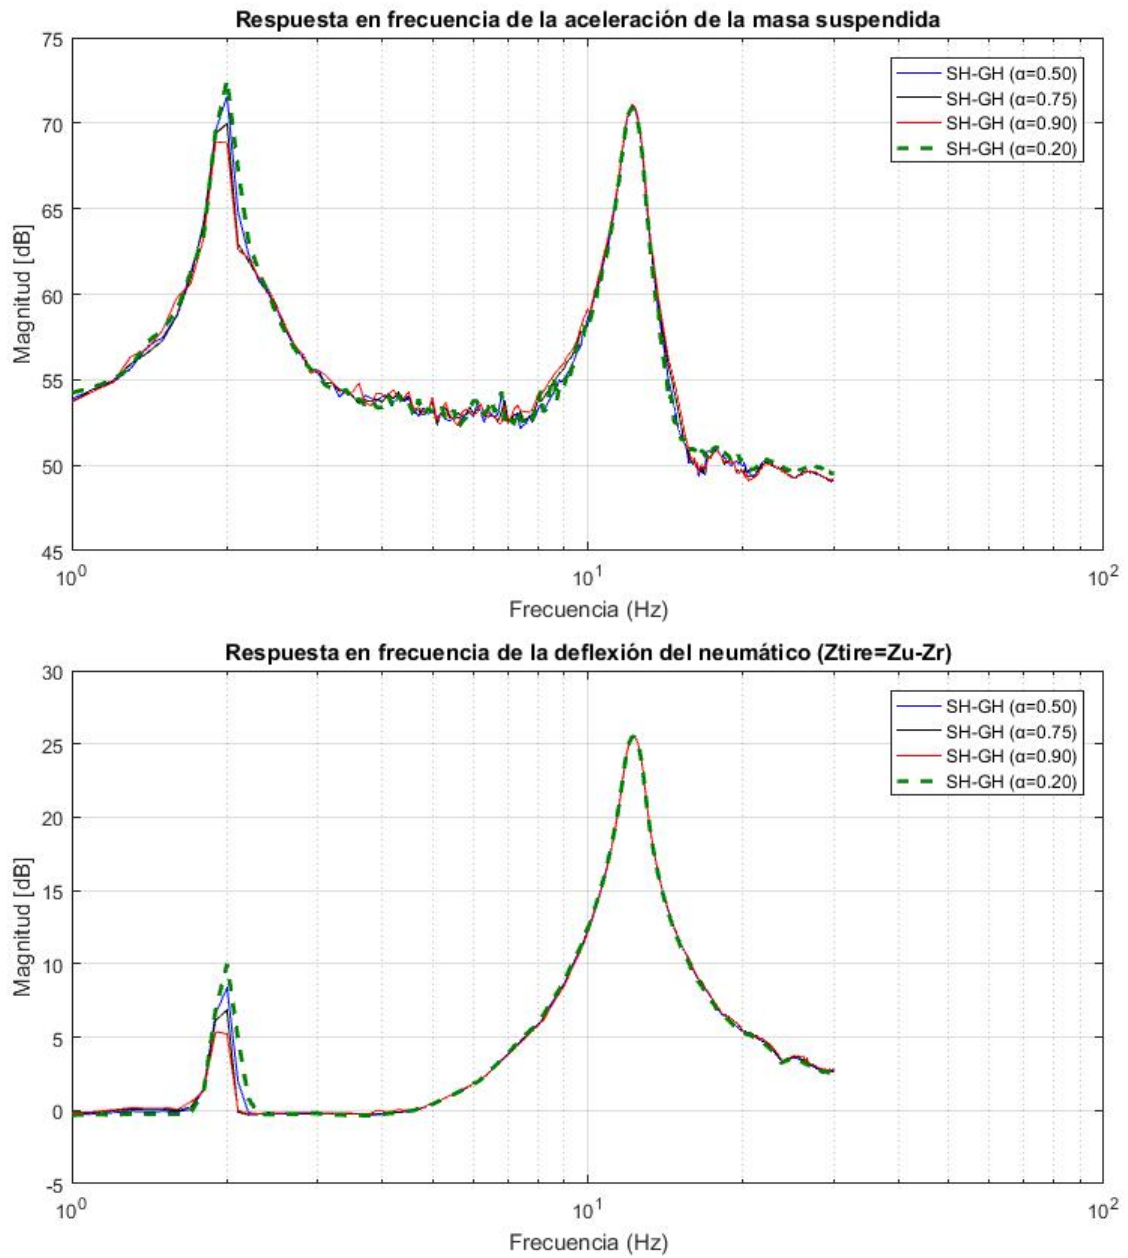 Respuesta en frecuencia de la aceleración de la masa suspendida
75
70
65
60
55
50
45
Magnitud [dB]
SH-GH (α=0.50)
SH-GH (α=0.75)
SH-GH (α=0.90)
SH-GH (α=0.20)
10^0
10^1
10^2
Frecuencia (Hz)
Respuesta en frecuencia de la deflexión del neumático (Ztire=Zu-Zr)
30
25
20
15
10
5
0
-5
Magnitud [dB]
SH-GH (α=0.50)
SH-GH (α=0.75)
SH-GH (α=0.90)
SH-GH (α=0.20)
10^0
10^1
10^2
Frecuencia (Hz)